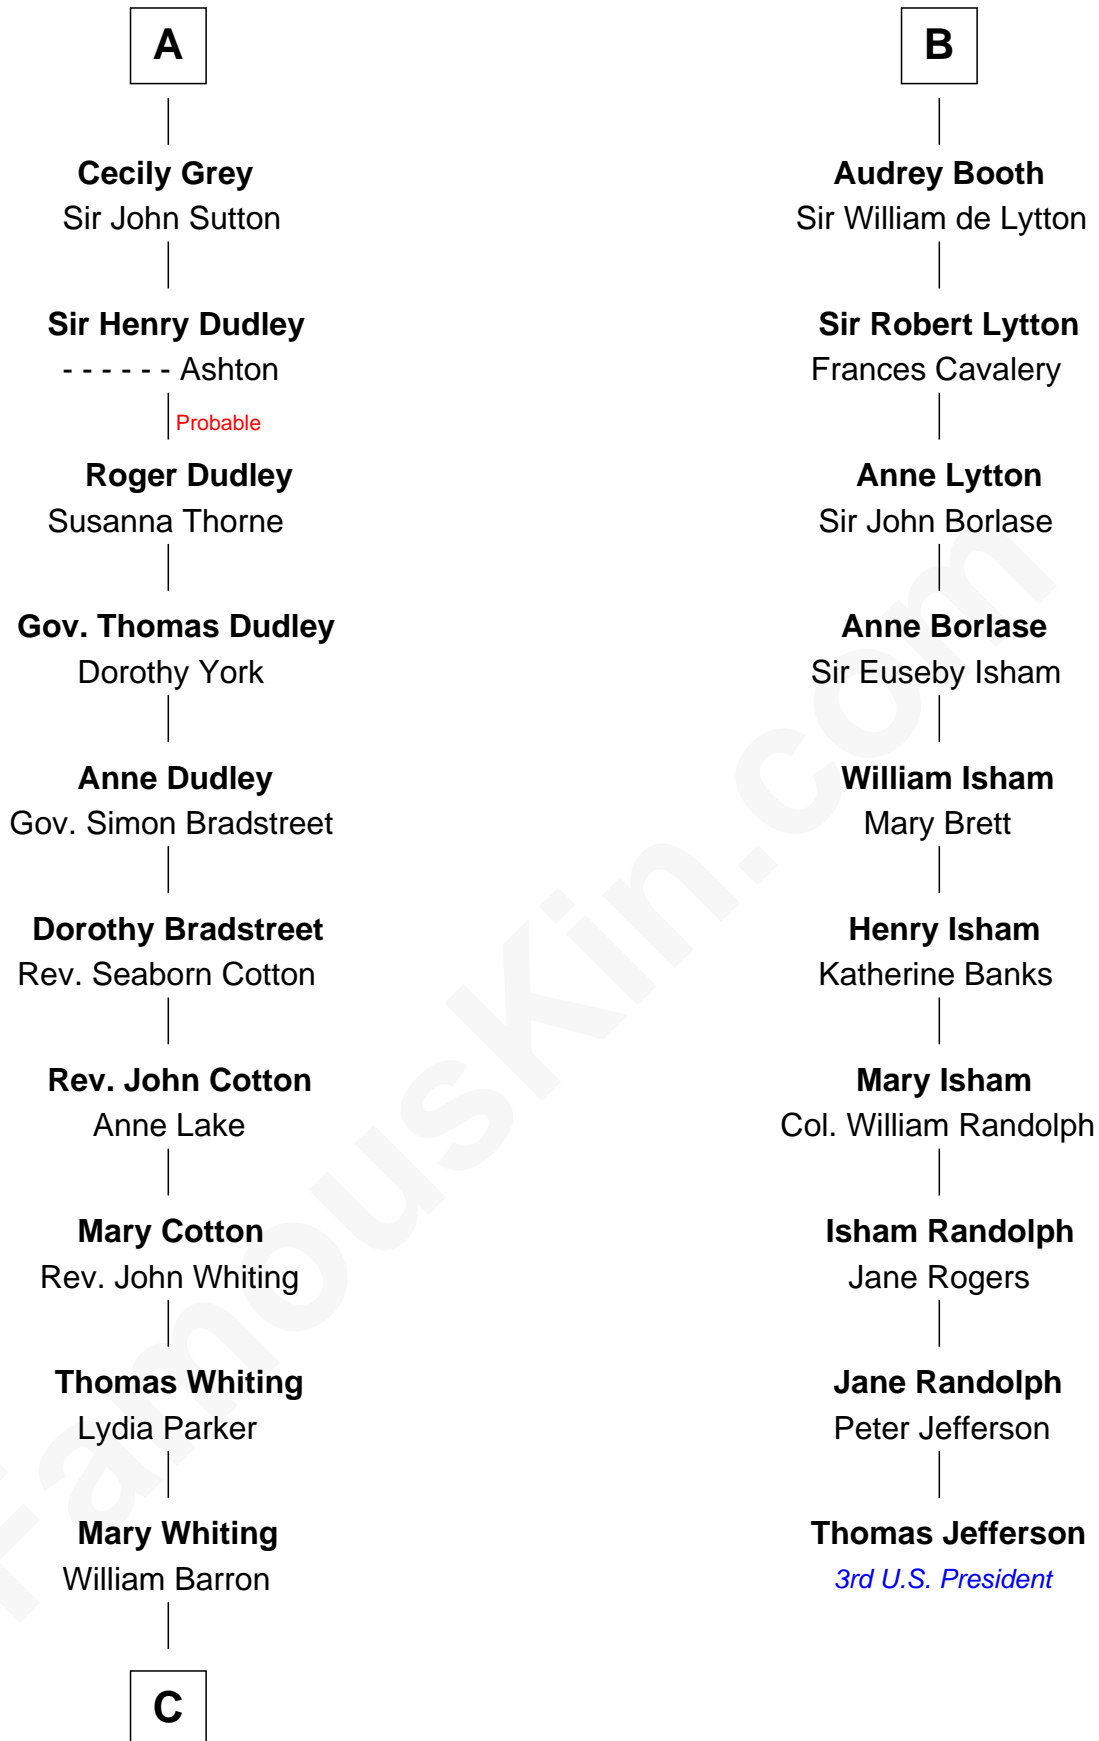 A
Cecily Grey
Sir John Sutton
Sir Henry Dudley
- - - - - - Ashton
Probable
Roger Dudley
Susanna Thorne
Gov. Thomas Dudley
Dorothy York
Anne Dudley
Gov. Simon Bradstreet
Dorothy Bradstreet
Rev. Seaborn Cotton
Rev. John Cotton
Anne Lake
Mary Cotton
Rev. John Whiting
Thomas Whiting
Lydia Parker
Mary Whiting
William Barron
C
B
Audrey Booth
Sir William de Lytton
Sir Robert Lytton
Frances Cavalery
Anne Lytton
Sir John Borlase
Anne Borlase
Sir Euseby Isham
William Isham
Mary Brett
Henry Isham
Katherine Banks
Mary Isham
Col. William Randolph
Isham Randolph
Jane Rogers
Jane Randolph
Peter Jefferson
Thomas Jefferson
3rd U.S. President
FamousKin.com